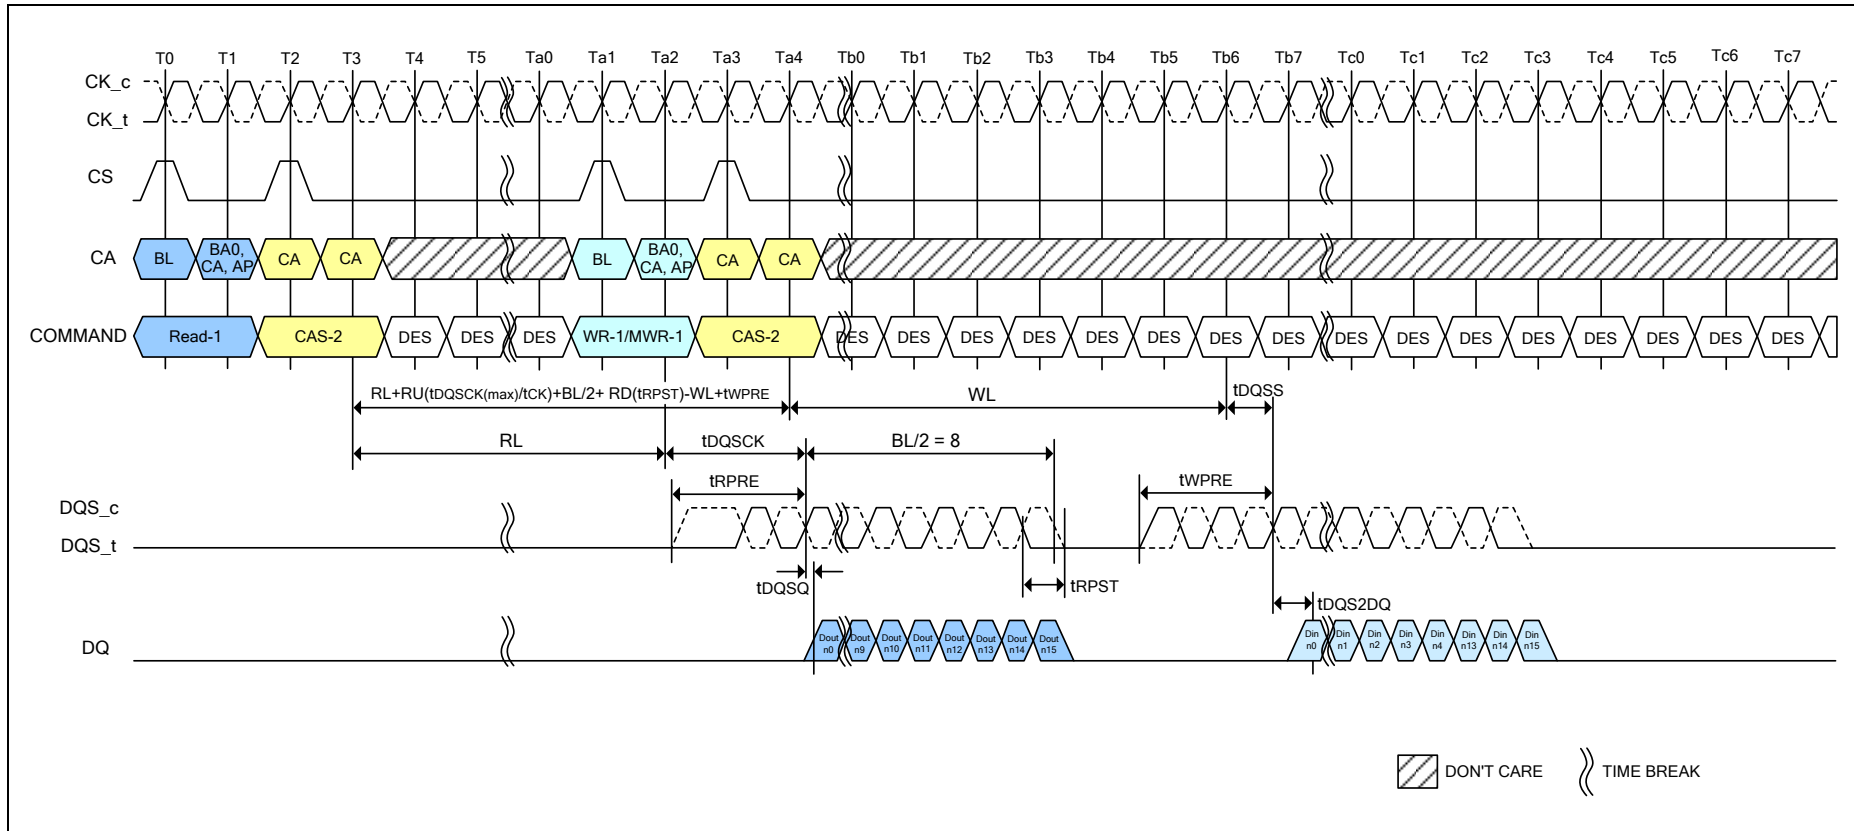 T0 T1 T2 T3 T4 T5 Ta0 Ta1 Ta2 Ta3 Ta4 Tb0 Tb1 Tb2 Tb3 Tb4 Tb5 Tb6 Tb7 Tc0 Tc1 Tc2 Tc3 Tc4 Tc5 Tc6 Tc7
CK_c
CK_t
CS
CA BL BA0, CA, AP CA CA BL BA0, CA, AP CA CA
COMMAND Read-1 CAS-2 DES DES DES WR-1/MWR-1 CAS-2 DES DES DES DES DES DES DES DES DES DES DES DES DES DES DES DES
RL+RU(tDQSCK(max)/tCK)+BL/2+ RD(tRPST)-WL+tWPRE WL tDQSS
RL tDQSCK BL/2 = 8
tRPRE tWPRE
DQS_c
DQS_t
tDQSQ tRPST
tDQS2DQ
DQ Dout n0 Dout n9 Dout n10 Dout n11 Dout n12 Dout n13 Dout n14 Dout n15 Din n0 Din n1 Din n2 Din n3 Din n4 Din n13 Din n14 Din n15
DON'T CARE TIME BREAK